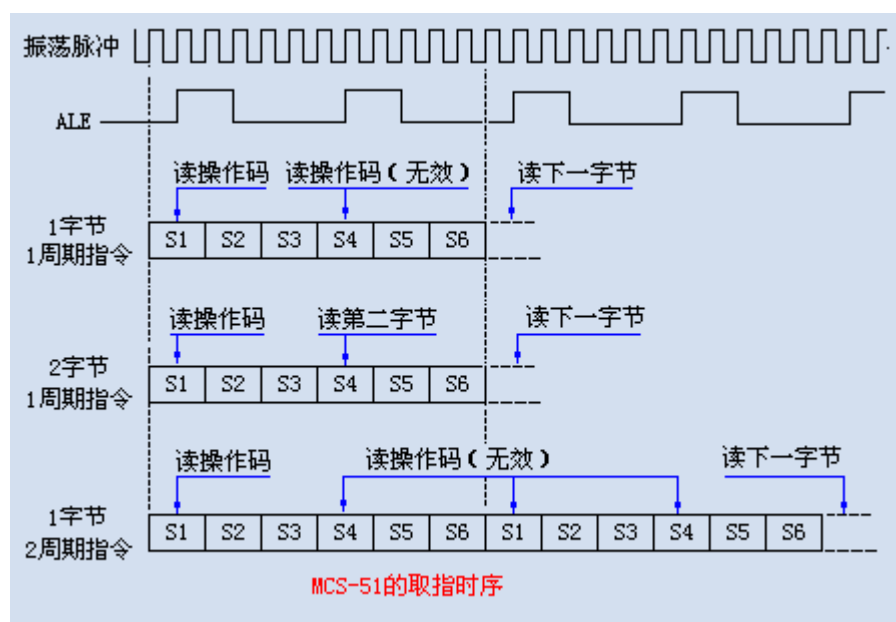 振荡脉冲
ALE
读操作码 读操作码(无效) 读下一字节
1字节
1周期指令
S1 S2 S3 S4 S5 S6
读操作码 读第二字节 读下一字节
2字节
1周期指令
S1 S2 S3 S4 S5 S6
读操作码 读操作码(无效) 读下一字节
1字节
2周期指令
S1 S2 S3 S4 S5 S6 S1 S2 S3 S4 S5 S6
MCS-51的取指时序